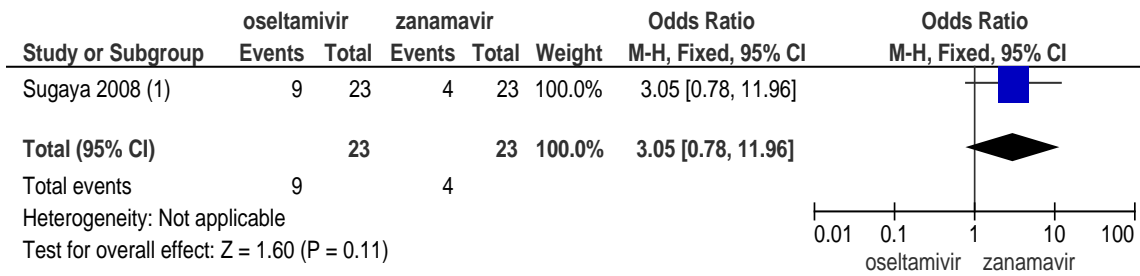 oseltamivir zanamavir Odds Ratio Odds Ratio
Study or Subgroup Events Total Events Total Weight M-H, Fixed, 95% CI M-H, Fixed, 95% CI
Sugaya 2008 (1) 9 23 4 23 100.0% 3.05 [0.78, 11.96]
Total (95% CI) 23 23 100.0% 3.05 [0.78, 11.96]
Total events 9 4
Heterogeneity: Not applicable
Test for overall effect: Z = 1.60 (P = 0.11)
0.01 0.1 1 10 100
oseltamivir zanamavir